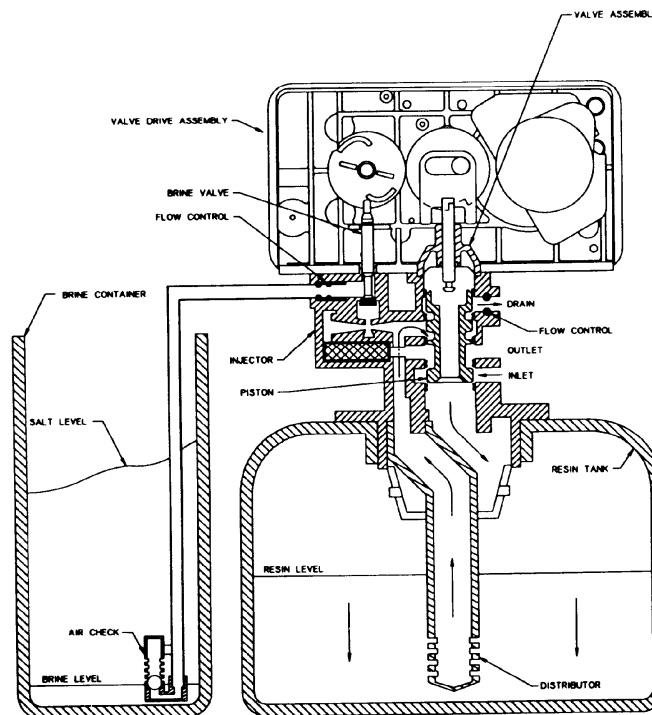 VALVE ASSEMBL
VALVE DRIVE ASSEMBLY
BRINE VALVE
FLOW CONTROL
BRINE CONTAINER
DRAIN
FLOW CONTROL
INJECTOR
OUTLET
INLET
PISTON
SALT LEVEL
RESIN TANK
RESIN LEVEL
AIR CHECK
BRINE LEVEL
DISTRIBUTOR